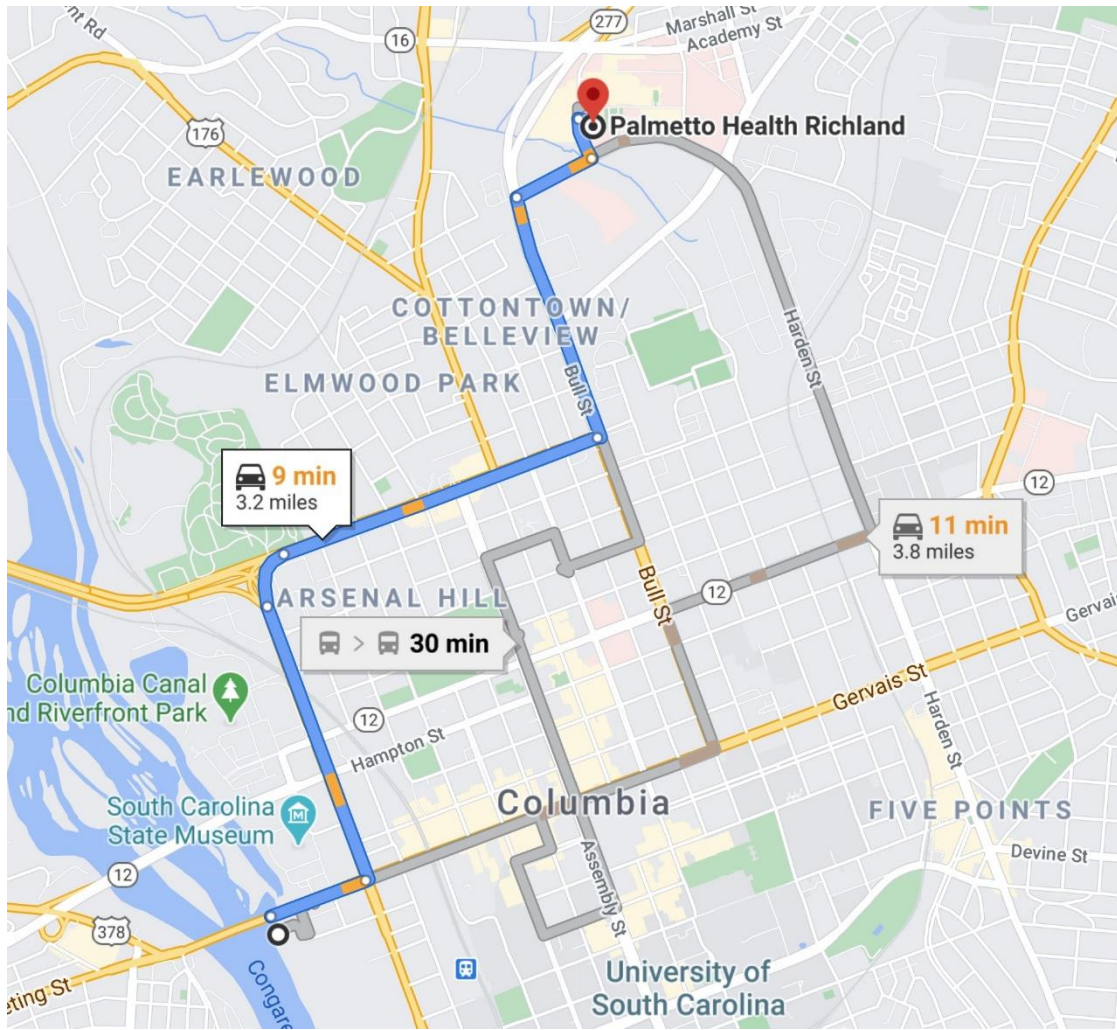 277
Marshall St
Academy St
16
nt Rd
176
Palmetto Health Richland
EARLEWOOD
COTTONTOWN/
BELLEVIEW
ELMWOOD PARK
Bull St
Harden St
9 min
3.2 miles
12
11 min
3.8 miles
ARSENAL HILL
12
Bull St
30 min
Gervais
Columbia Canal
nd Riverfront Park
12
Hampton St
Gervais St
Harden St
South Carolina
State Museum
Columbia
FIVE POINTS
Assembly St
Devine St
12
378
University of
South Carolina
eting St
Congare